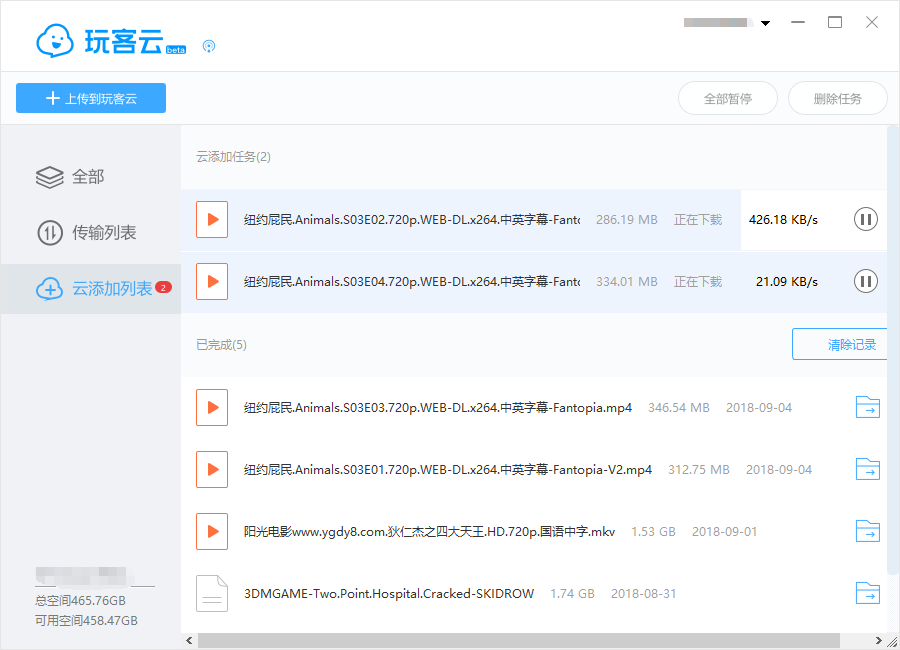 玩客云 beta
上传到玩客云
全部暂停
删除任务
全部
传输列表
云添加列表 2
总空间465.76GB
可用空间458.47GB
云添加任务(2)
纽约屁民.Animals.S03E02.720p.WEB-DL.x264.中英字幕-Fanto 286.19 MB 正在下载 426.18 KB/s
纽约屁民.Animals.S03E04.720p.WEB-DL.x264.中英字幕-Fanto 334.01 MB 正在下载 21.09 KB/s
已完成(5)
清除记录
纽约屁民.Animals.S03E03.720p.WEB-DL.x264.中英字幕-Fantopia.mp4 346.54 MB 2018-09-04
纽约屁民.Animals.S03E01.720p.WEB-DL.x264.中英字幕-Fantopia-V2.mp4 312.75 MB 2018-09-04
阳光电影www.ygdy8.com.狄仁杰之四大天王.HD.720p.国语中字.mkv 1.53 GB 2018-09-01
3DMGAME-Two.Point.Hospital.Cracked-SKIDROW 1.74 GB 2018-08-31